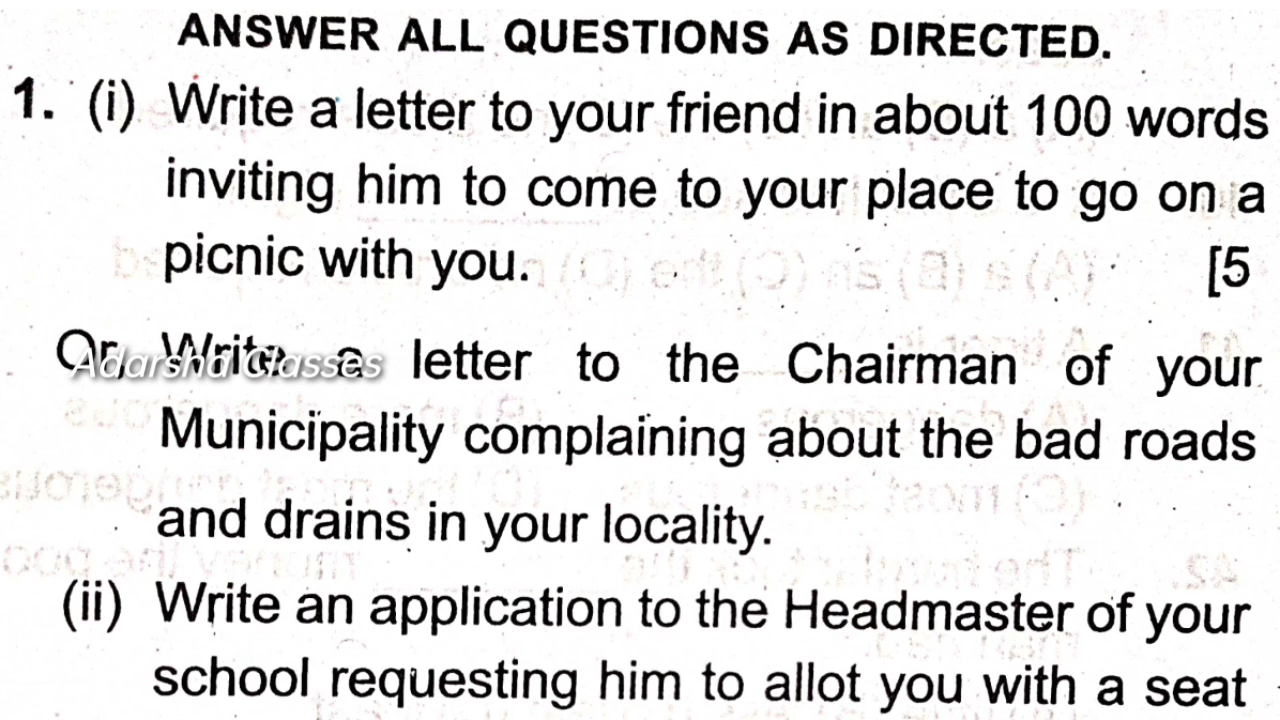 ANSWER ALL QUESTIONS AS DIRECTED.
1. (i) Write a letter to your friend in about 100 words
inviting him to come to your place to go on a
picnic with you. [5
Or, Write a letter to the Chairman of your
Adarsha Classes
Municipality complaining about the bad roads
and drains in your locality.
(ii) Write an application to the Headmaster of your
school requesting him to allot you with a seat